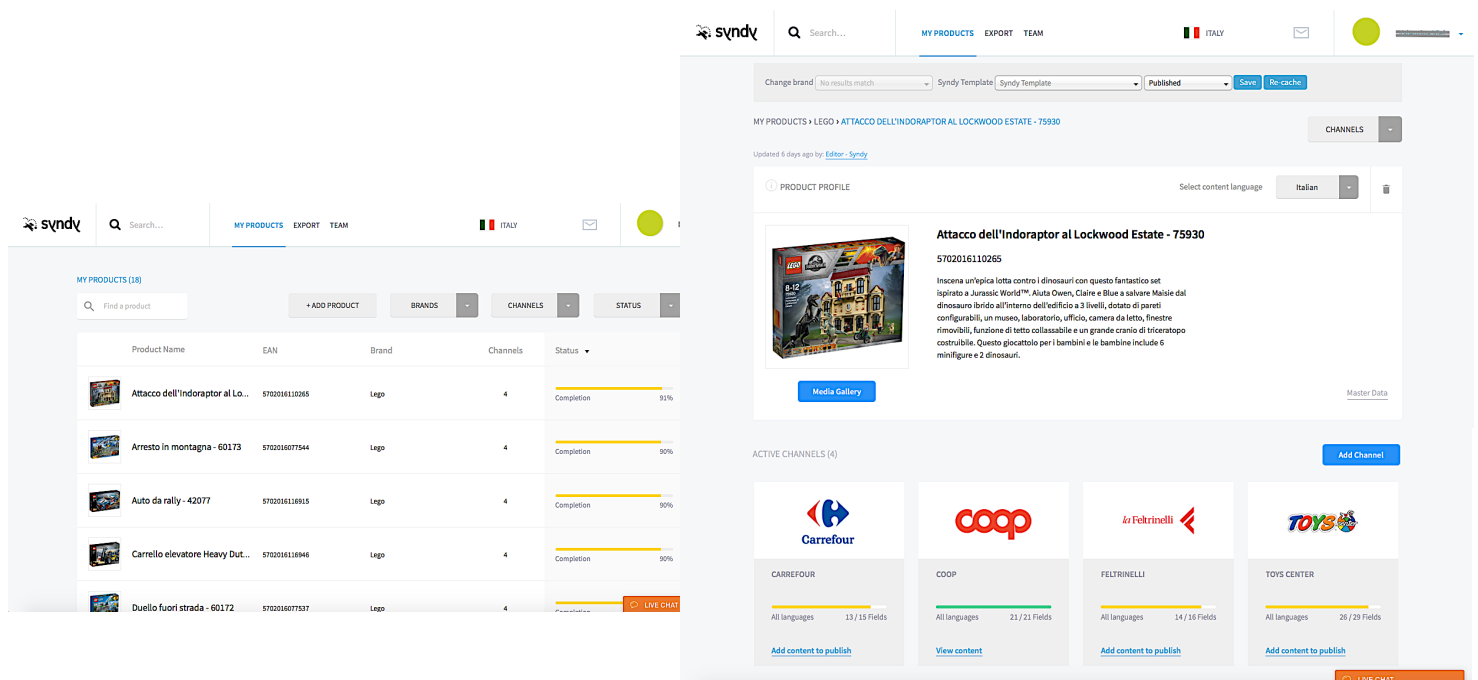 syndy
Search...
MY PRODUCTS EXPORT TEAM
ITALY
MY PRODUCTS (18)
Find a product
+ ADD PRODUCT
BRANDS
CHANNELS
STATUS
Product Name EAN Brand Channels Status
Attacco dell'Indoraptor al Lo... 5702016110265 Lego 4
Completion 91%
Arresto in montagna - 60173 5702016077544 Lego 4
Completion 90%
Auto da rally - 42077 5702016116915 Lego 4
Completion 90%
Carrello elevatore Heavy Dut... 5702016116946 Lego 4
Completion 90%
Duello fuori strada - 60172 5702016077537 Lego 4
Completion
LIVE CHAT
syndy
Search...
MY PRODUCTS EXPORT TEAM
ITALY
Change brand No results match Syndy Template Syndy Template Published Save Re-cache
MY PRODUCTS › LEGO › ATTACCO DELL'INDORAPTOR AL LOCKWOOD ESTATE - 75930
CHANNELS
Updated 6 days ago by: Editor - Syndy
PRODUCT PROFILE
Select content language Italian
LEGO
8-12
75930
Attacco dell'Indoraptor al Lockwood Estate - 75930
5702016110265
Inscena un'epica lotta contro i dinosauri con questo fantastico set
ispirato a Jurassic World™. Aiuta Owen, Claire e Blue a salvare Maisie dal
dinosauro ibrido all'interno dell'edificio a 3 livelli, dotato di pareti
configurabili, un museo, laboratorio, ufficio, camera da letto, finestre
rimovibili, funzione di tetto collassabile e un grande cranio di triceratopo
costruibile. Questo giocattolo per i bambini e le bambine include 6
minifigure e 2 dinosauri.
Media Gallery
Master Data
ACTIVE CHANNELS (4)
Add Channel
Carrefour
CARREFOUR
All languages 13 / 15 Fields
Add content to publish
coop
COOP
All languages 21 / 21 Fields
View content
la Feltrinelli
FELTRINELLI
All languages 14 / 16 Fields
Add content to publish
TOYS Center
TOYS CENTER
All languages 26 / 29 Fields
Add content to publish
LIVE CHAT